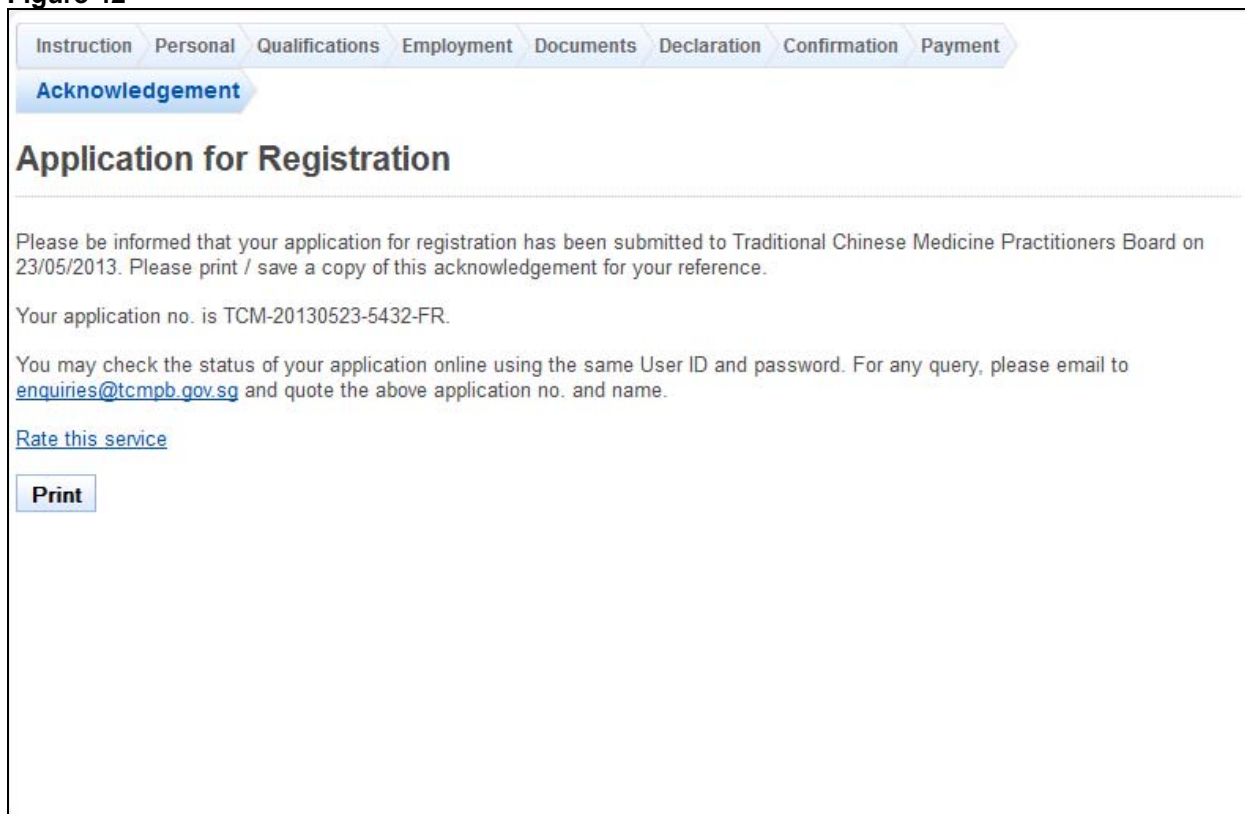 Figure 42
Instruction Personal Qualifications Employment Documents Declaration Confirmation Payment
Acknowledgement
Application for Registration
Please be informed that your application for registration has been submitted to Traditional Chinese Medicine Practitioners Board on
23/05/2013. Please print / save a copy of this acknowledgement for your reference.
Your application no. is TCM-20130523-5432-FR.
You may check the status of your application online using the same User ID and password. For any query, please email to
enquiries@tcmpb.gov.sg and quote the above application no. and name.
Rate this service
Print